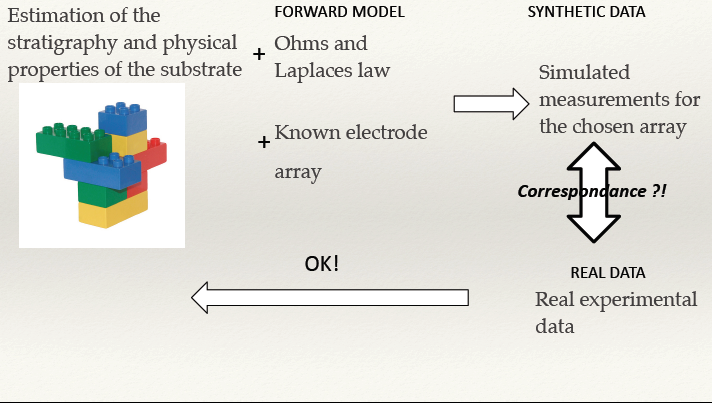 Estimation of the
stratigraphy and physical
properties of the substrate
+
FORWARD MODEL
Ohms and
Laplaces law
+
Known electrode
array
SYNTHETIC DATA
Simulated
measurements for
the chosen array
Correspondance ?!
REAL DATA
Real experimental
data
OK!